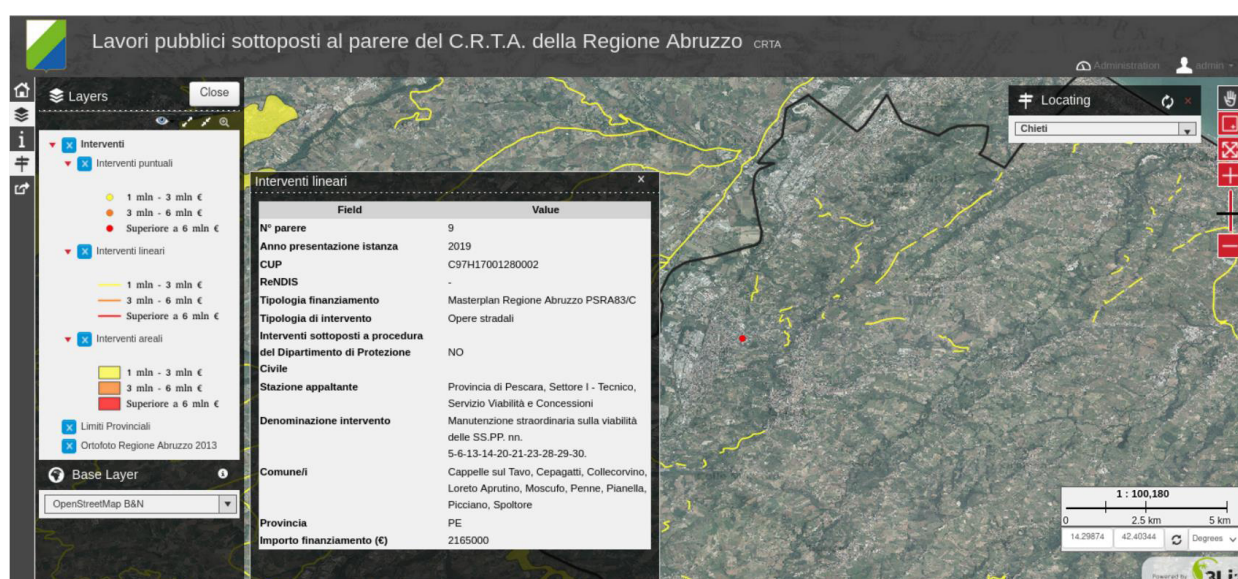 Lavori pubblici sottoposti al parere del C.R.T.A. della Regione Abruzzo CRTA
Administration admin
Layers
Close
Interventi
Interventi puntuali
1 mln - 3 mln €
3 mln - 6 mln €
Superiore a 6 mln €
Interventi lineari
1 mln - 3 mln €
3 mln - 6 mln €
Superiore a 6 mln €
Interventi areali
1 mln - 3 mln €
3 mln - 6 mln €
Superiore a 6 mln €
Limiti Provinciali
Ortofoto Regione Abruzzo 2013
Base Layer
OpenStreetMap B&N
Interventi lineari x
Field Value
N° parere 9
Anno presentazione istanza 2019
CUP C97H17001280002
ReNDIS -
Tipologia finanziamento Masterplan Regione Abruzzo PSRA83/C
Tipologia di intervento Opere stradali
Interventi sottoposti a procedura
del Dipartimento di Protezione NO
Civile
Stazione appaltante Provincia di Pescara, Settore I - Tecnico,
Servizio Viabilità e Concessioni
Denominazione intervento Manutenzione straordinaria sulla viabilità
delle SS.PP. nn.
5-6-13-14-20-21-23-28-29-30.
Comune/i Cappelle sul Tavo, Cepagatti, Collecorvino,
Loreto Aprutino, Moscufo, Penne, Pianella,
Picciano, Spoltore
Provincia PE
Importo finanziamento (€) 2165000
Locating
Chieti
1 : 100,180
0 2.5 km 5 km
14.29874 42.40344 Degrees
Powered by 3Li